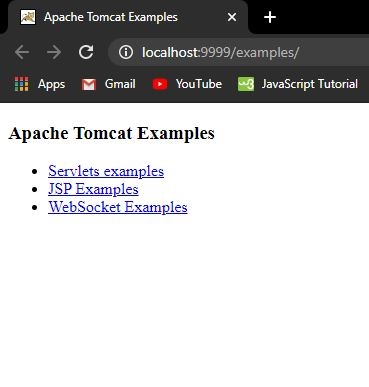 Apache Tomcat Examples
localhost:9999/examples/
Apps Gmail YouTube JavaScript Tutorial
Apache Tomcat Examples
Servlets examples
JSP Examples
WebSocket Examples